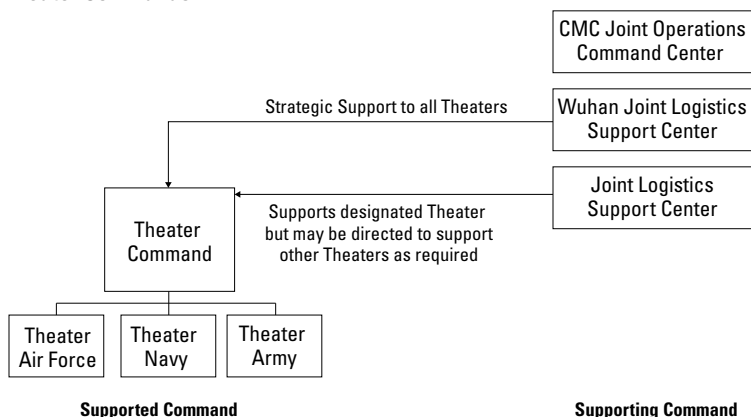 CMC Joint Operations
Command Center
Strategic Support to all Theaters
Wuhan Joint Logistics
Support Center
Joint Logistics
Support Center
Theater
Command
Supports designated Theater
but may be directed to support
other Theaters as required
Theater
Air Force
Theater
Navy
Theater
Army
Supported Command
Supporting Command